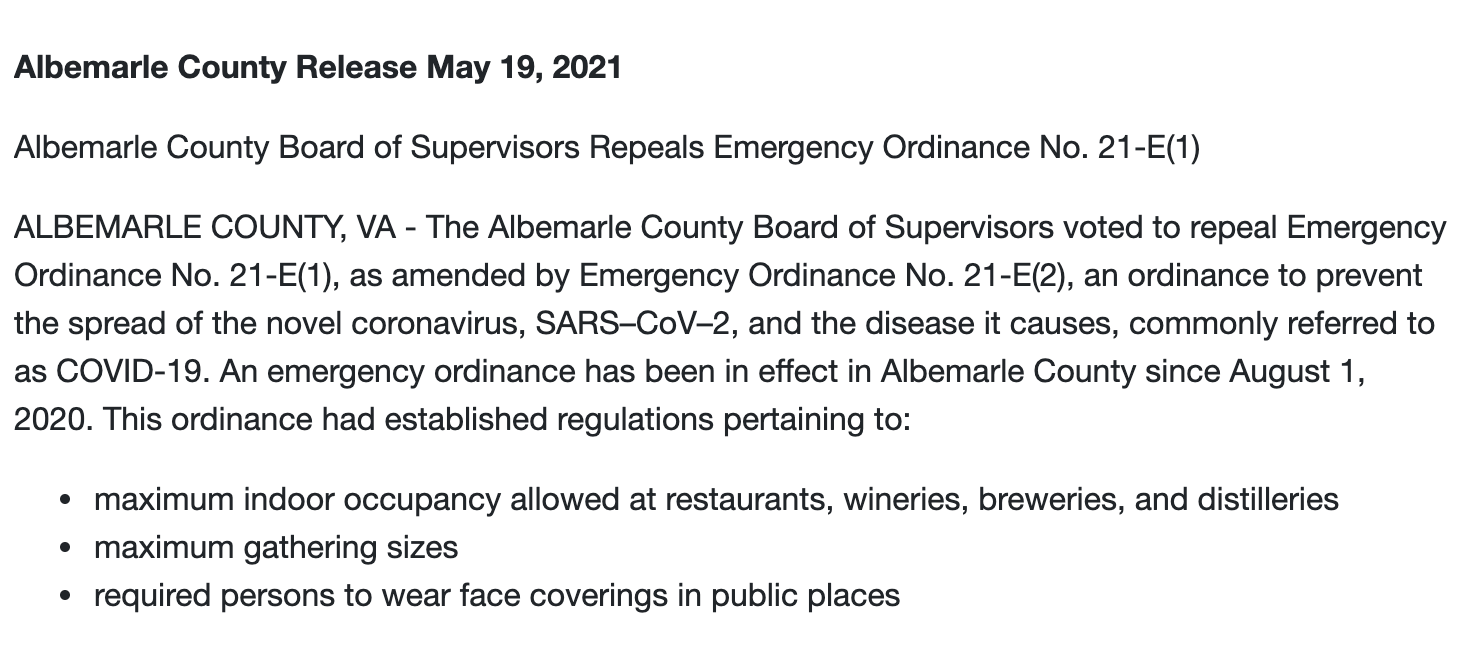 Albemarle County Release May 19, 2021
Albemarle County Board of Supervisors Repeals Emergency Ordinance No. 21-E(1)
ALBEMARLE COUNTY, VA - The Albemarle County Board of Supervisors voted to repeal Emergency
Ordinance No. 21-E(1), as amended by Emergency Ordinance No. 21-E(2), an ordinance to prevent
the spread of the novel coronavirus, SARS–CoV–2, and the disease it causes, commonly referred to
as COVID-19. An emergency ordinance has been in effect in Albemarle County since August 1,
2020. This ordinance had established regulations pertaining to:
• maximum indoor occupancy allowed at restaurants, wineries, breweries, and distilleries
• maximum gathering sizes
• required persons to wear face coverings in public places